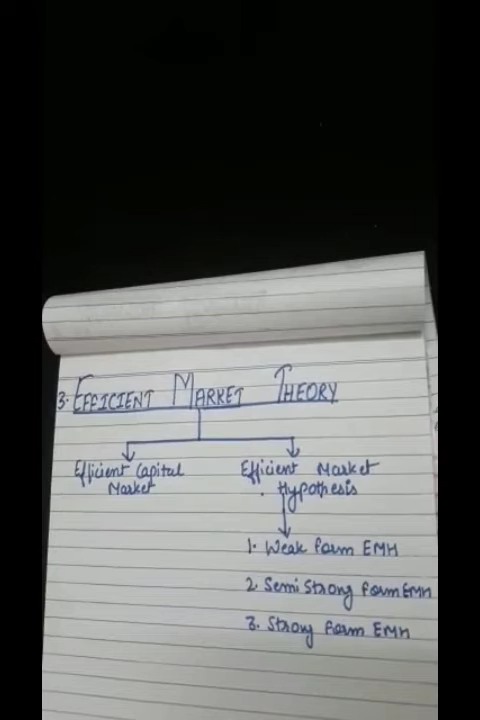 3. EFFICIENT MARKET THEORY
Efficient Capital
Market
Efficient Market
Hypothesis
1. Weak form EMH
2. Semi Strong form EMH
3. Strong form EMH